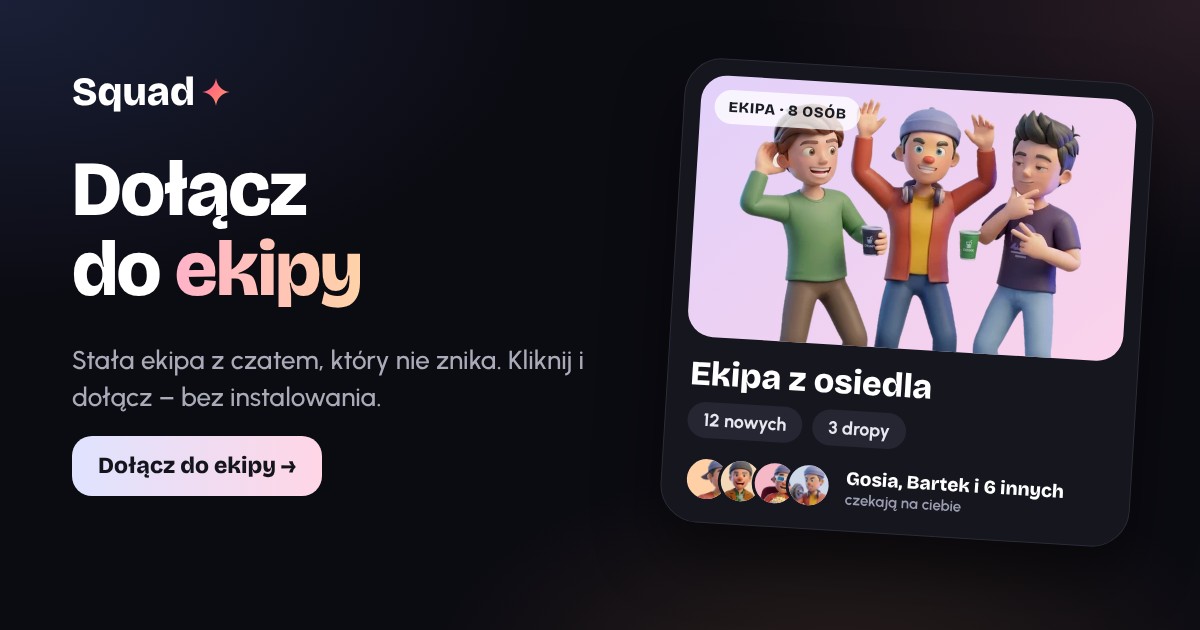 Squad
Dołącz
do ekipy
Stała ekipa z czatem, który nie znika. Kliknij i
dołącz – bez instalowania.
Dołącz do ekipy →
EKIPA · 8 OSÓB
Ekipa z osiedla
12 nowych
3 dropy
Gosia, Bartek i 6 innych
czekają na ciebie